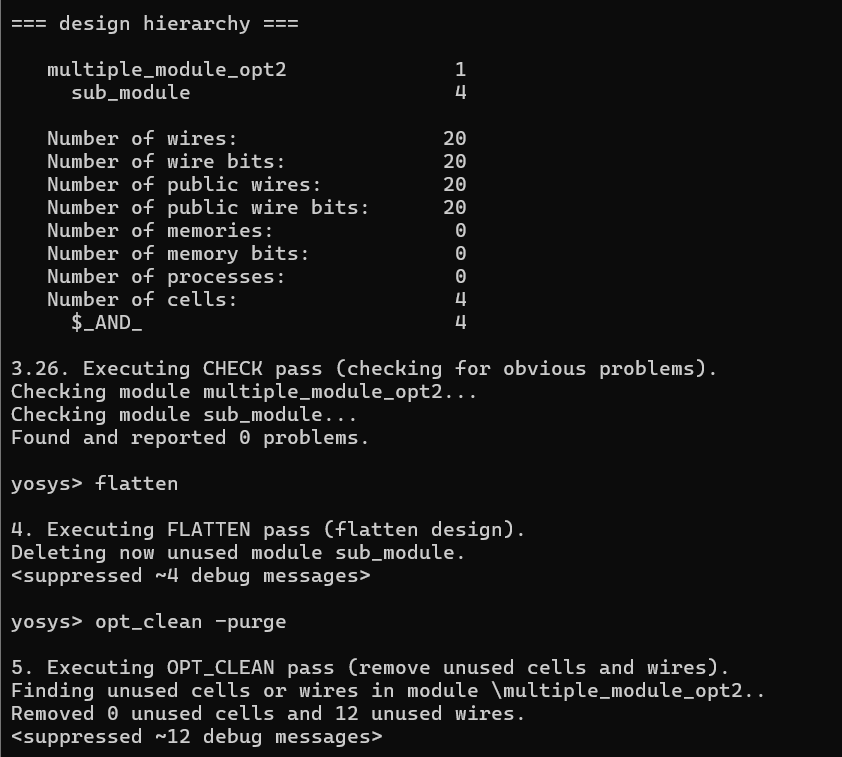 === design hierarchy ===
multiple_module_opt2 1
sub_module 4
Number of wires: 20
Number of wire bits: 20
Number of public wires: 20
Number of public wire bits: 20
Number of memories: 0
Number of memory bits: 0
Number of processes: 0
Number of cells: 4
$_AND_ 4
3.26. Executing CHECK pass (checking for obvious problems).
Checking module multiple_module_opt2...
Checking module sub_module...
Found and reported 0 problems.
yosys> flatten
4. Executing FLATTEN pass (flatten design).
Deleting now unused module sub_module.
<suppressed ~4 debug messages>
yosys> opt_clean -purge
5. Executing OPT_CLEAN pass (remove unused cells and wires).
Finding unused cells or wires in module \multiple_module_opt2..
Removed 0 unused cells and 12 unused wires.
<suppressed ~12 debug messages>